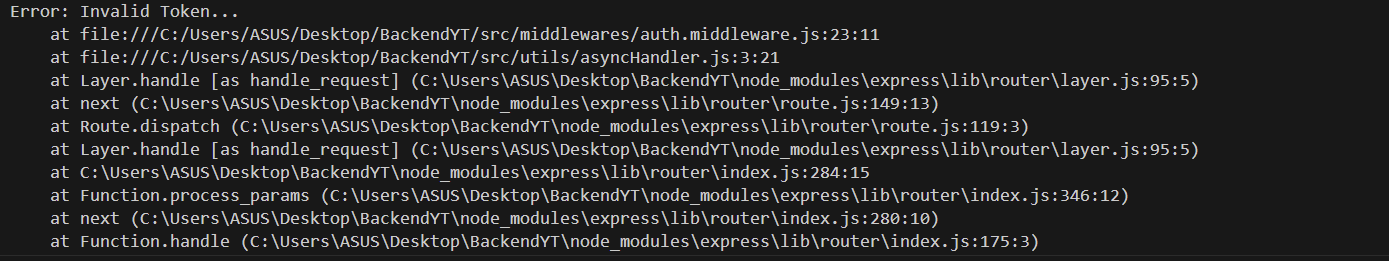 Error: Invalid Token...
at file:///C:/Users/ASUS/Desktop/BackendYT/src/middlewares/auth.middleware.js:23:11
at file:///C:/Users/ASUS/Desktop/BackendYT/src/utils/asyncHandler.js:3:21
at Layer.handle [as handle_request] (C:\Users\ASUS\Desktop\BackendYT\node_modules\express\lib\router\layer.js:95:5)
at next (C:\Users\ASUS\Desktop\BackendYT\node_modules\express\lib\router\route.js:149:13)
at Route.dispatch (C:\Users\ASUS\Desktop\BackendYT\node_modules\express\lib\router\route.js:119:3)
at Layer.handle [as handle_request] (C:\Users\ASUS\Desktop\BackendYT\node_modules\express\lib\router\layer.js:95:5)
at C:\Users\ASUS\Desktop\BackendYT\node_modules\express\lib\router\index.js:284:15
at Function.process_params (C:\Users\ASUS\Desktop\BackendYT\node_modules\express\lib\router\index.js:346:12)
at next (C:\Users\ASUS\Desktop\BackendYT\node_modules\express\lib\router\index.js:280:10)
at Function.handle (C:\Users\ASUS\Desktop\BackendYT\node_modules\express\lib\router\index.js:175:3)